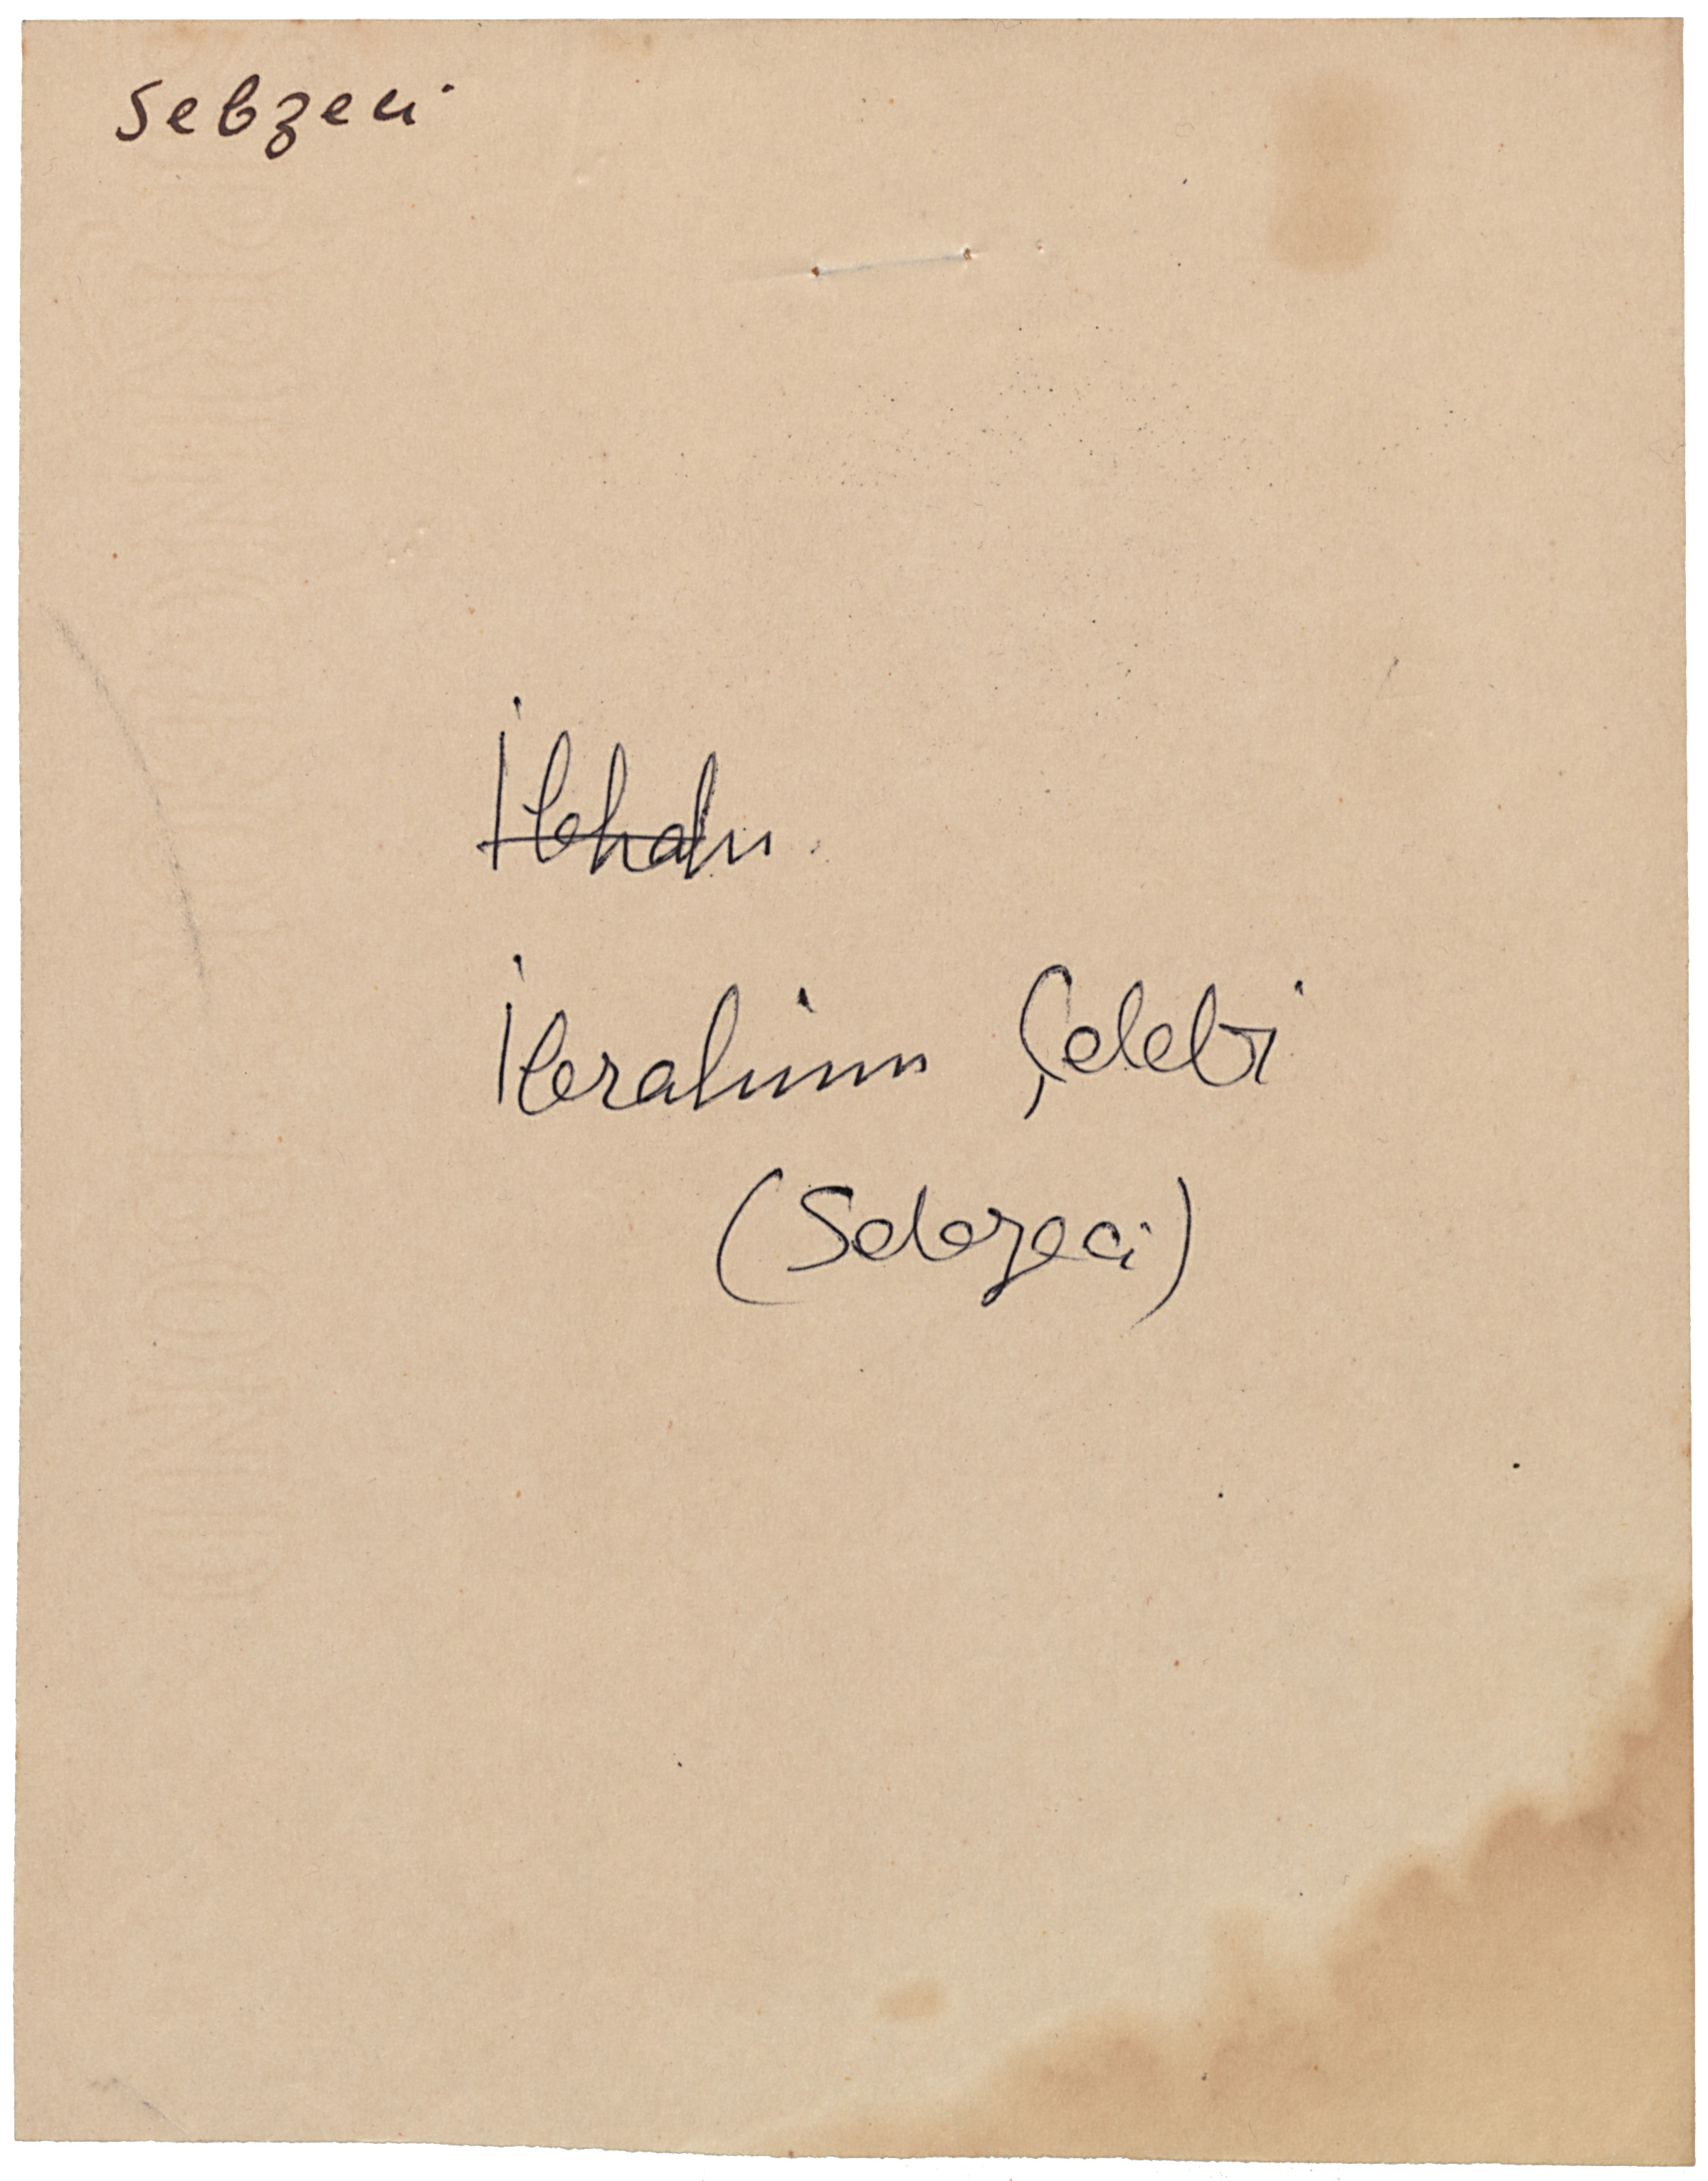 Sebzeci
İbrahim Çelebi
(Sebzeci)